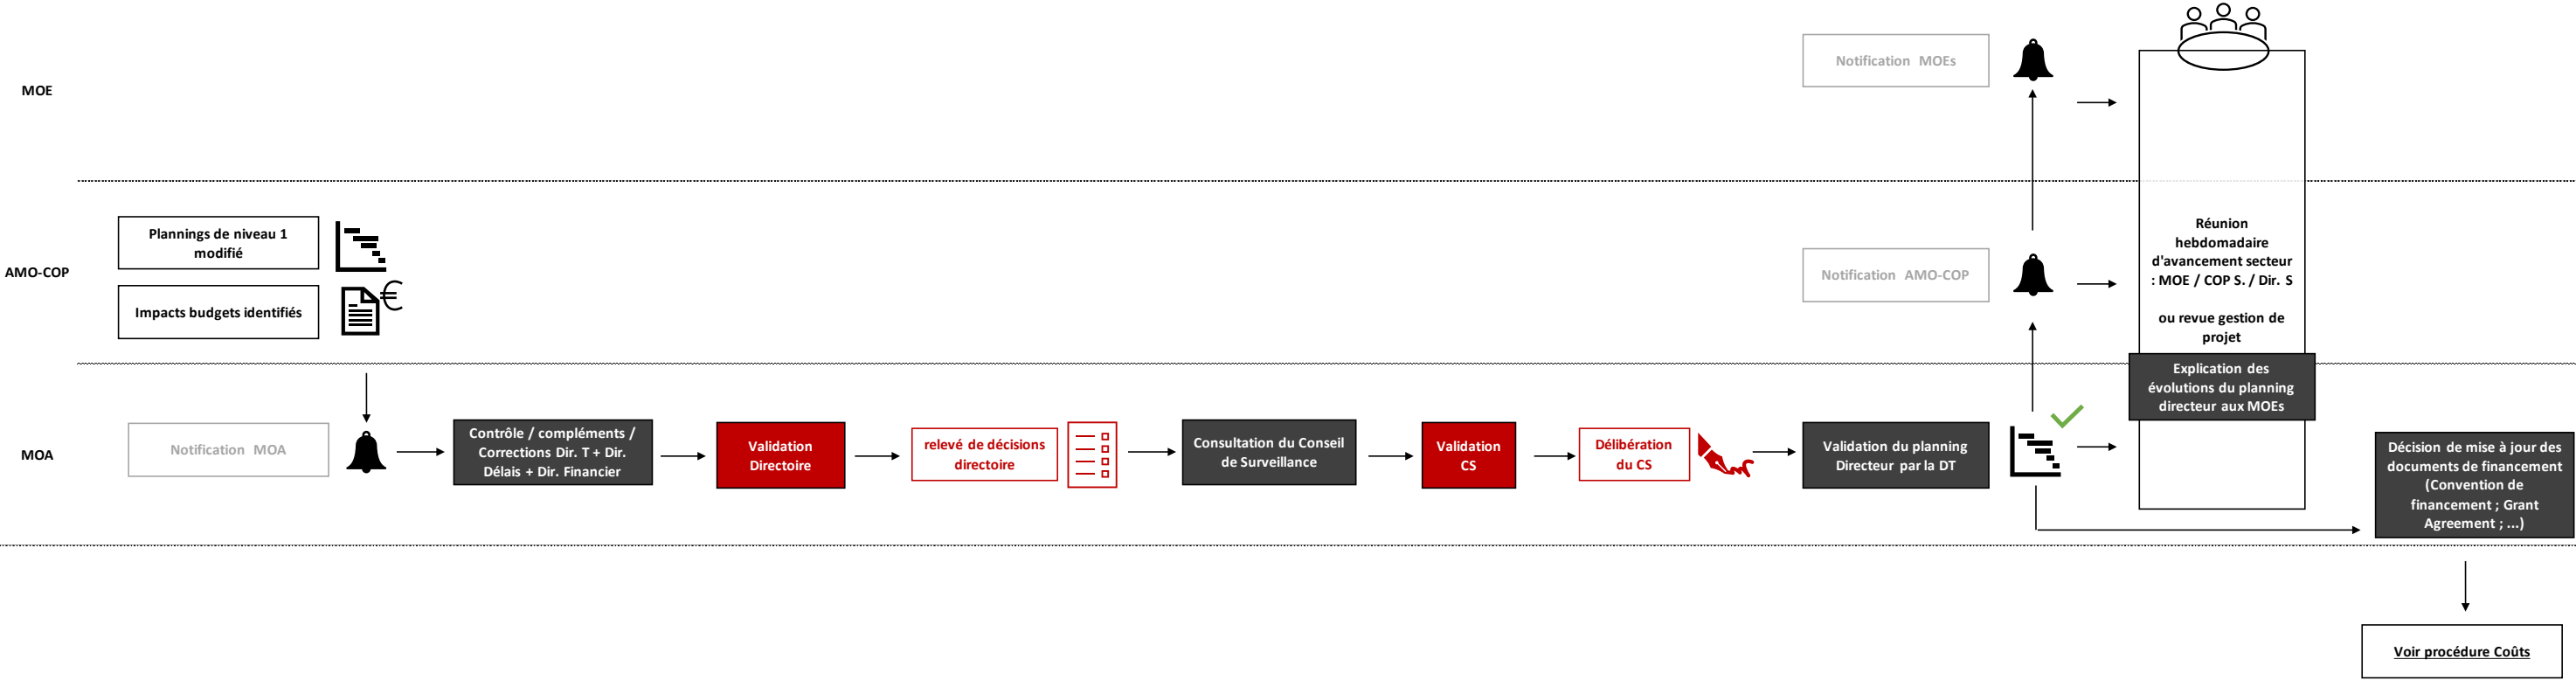 MOE
Notification MOEs
AMO-COP
Plannings de niveau 1
modifié
Impacts budgets identifiés
€
Notification AMO-COP
Réunion
hebdomadaire
d'avancement secteur
: MOE / COP S. / Dir. S
ou revue gestion de
projet
Explication des
évolutions du planning
directeur aux MOEs
MOA
Notification MOA
Contrôle / compléments /
Corrections Dir. T + Dir.
Délais + Dir. Financier
Validation
Directoire
relevé de décisions
directoire
Consultation du Conseil
de Surveillance
Validation
CS
Délibération
du CS
Validation du planning
Directeur par la DT
Décision de mise à jour des
documents de financement
(Convention de
financement ; Grant
Agreement ; ...)
Voir procédure Coûts